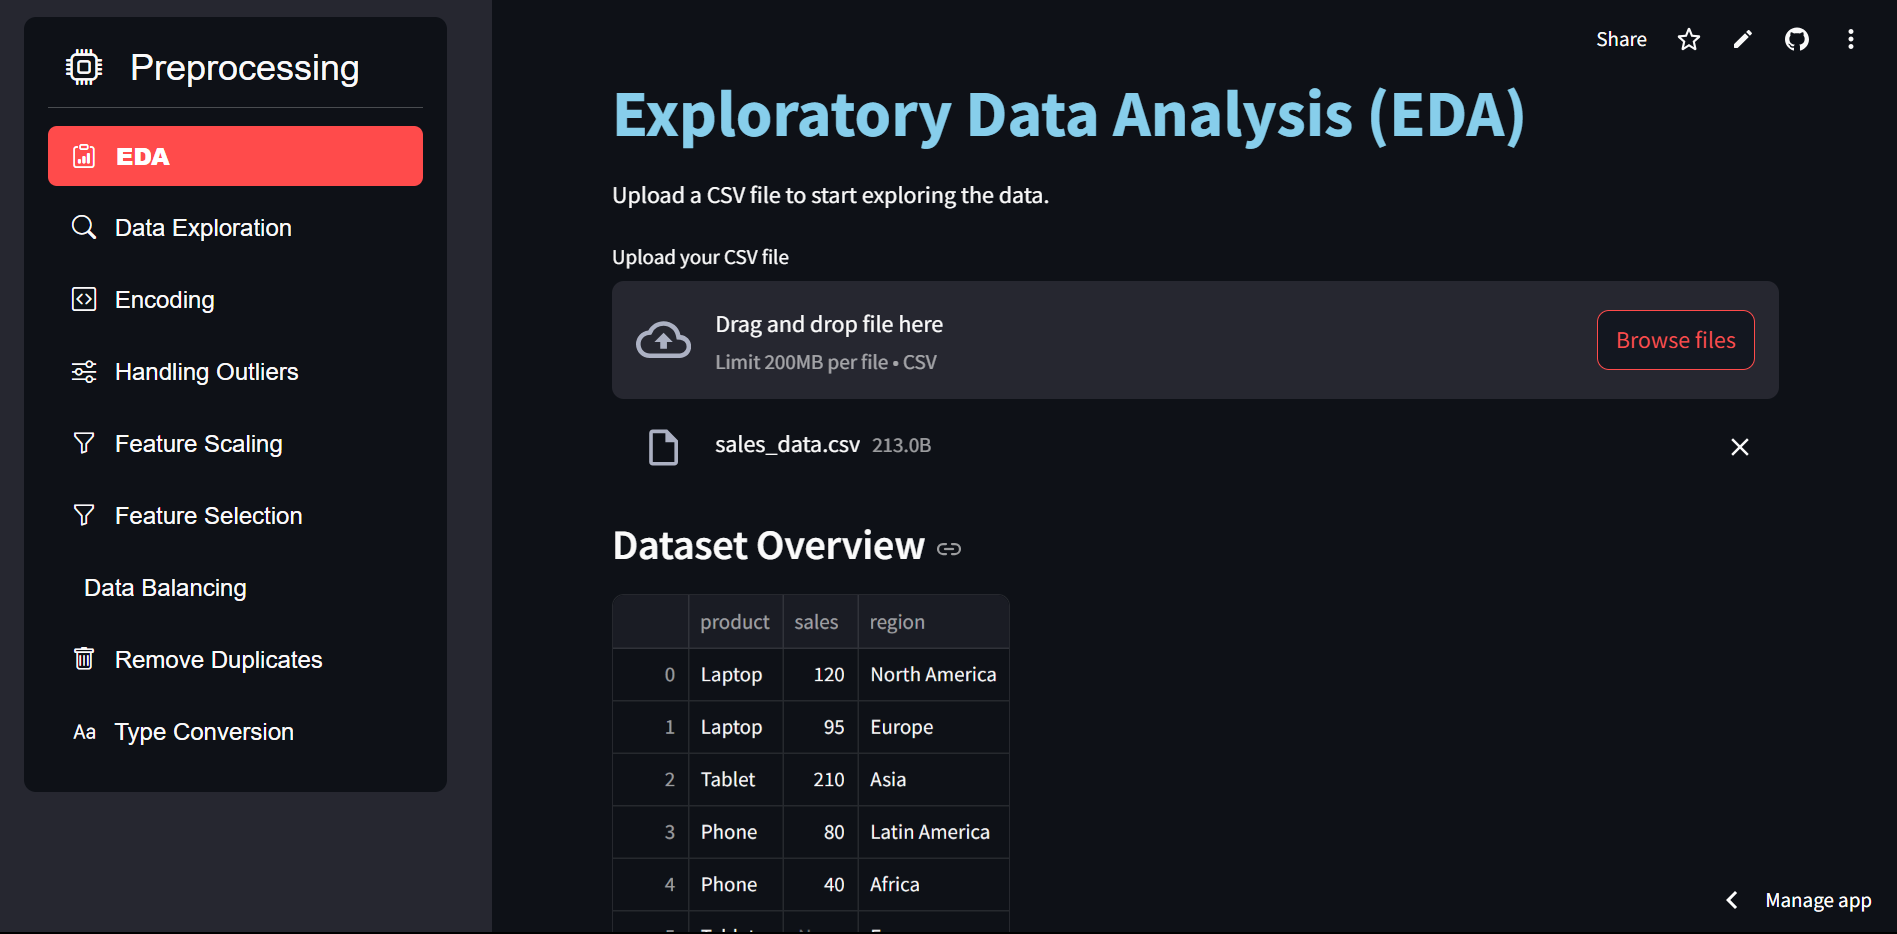 Preprocessing
EDA
Data Exploration
Encoding
Handling Outliers
Feature Scaling
Feature Selection
Data Balancing
Remove Duplicates
Aa Type Conversion
Share
Exploratory Data Analysis (EDA)
Upload a CSV file to start exploring the data.
Upload your CSV file
Drag and drop file here
Limit 200MB per file • CSV
Browse files
sales_data.csv 213.0B
Dataset Overview
product sales region
0 Laptop 120 North America
1 Laptop 95 Europe
2 Tablet 210 Asia
3 Phone 80 Latin America
4 Phone 40 Africa
Manage app